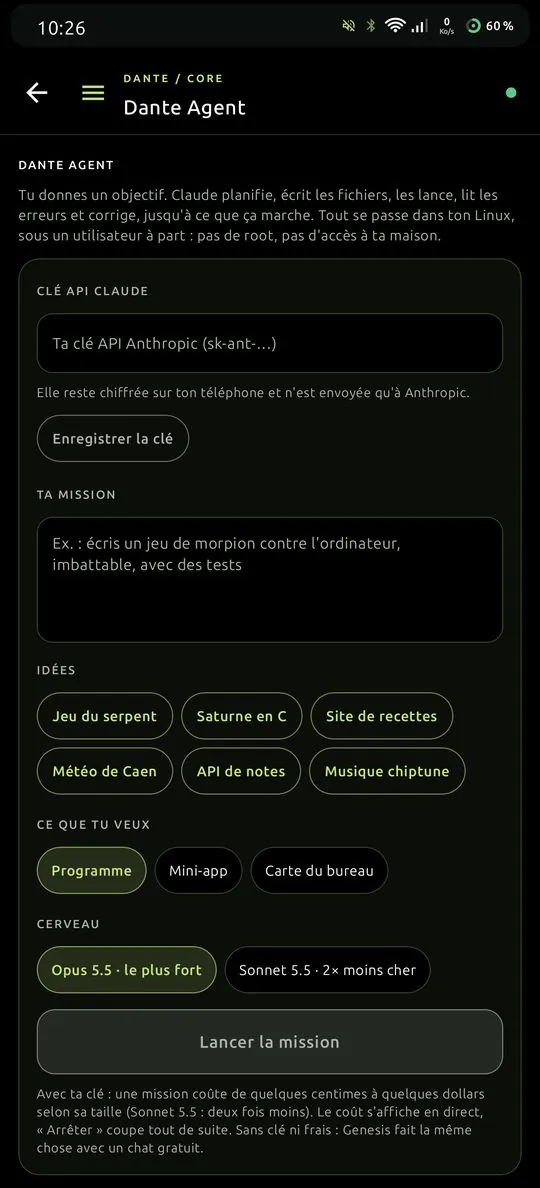 10:26
0
Ko/s
60 %
DANTE / CORE
Dante Agent
DANTE AGENT
Tu donnes un objectif. Claude planifie, écrit les fichiers, les lance, lit les
erreurs et corrige, jusqu'à ce que ça marche. Tout se passe dans ton Linux,
sous un utilisateur à part : pas de root, pas d'accès à ta maison.
CLÉ API CLAUDE
Ta clé API Anthropic (sk-ant-…)
Elle reste chiffrée sur ton téléphone et n'est envoyée qu'à Anthropic.
Enregistrer la clé
TA MISSION
Ex. : écris un jeu de morpion contre l'ordinateur,
imbattable, avec des tests
IDÉES
Jeu du serpent
Saturne en C
Site de recettes
Météo de Caen
API de notes
Musique chiptune
CE QUE TU VEUX
Programme
Mini-app
Carte du bureau
CERVEAU
Opus 5.5 · le plus fort
Sonnet 5.5 · 2× moins cher
Lancer la mission
Avec ta clé : une mission coûte de quelques centimes à quelques dollars
selon sa taille (Sonnet 5.5 : deux fois moins). Le coût s'affiche en direct,
« Arrêter » coupe tout de suite. Sans clé ni frais : Genesis fait la même
chose avec un chat gratuit.